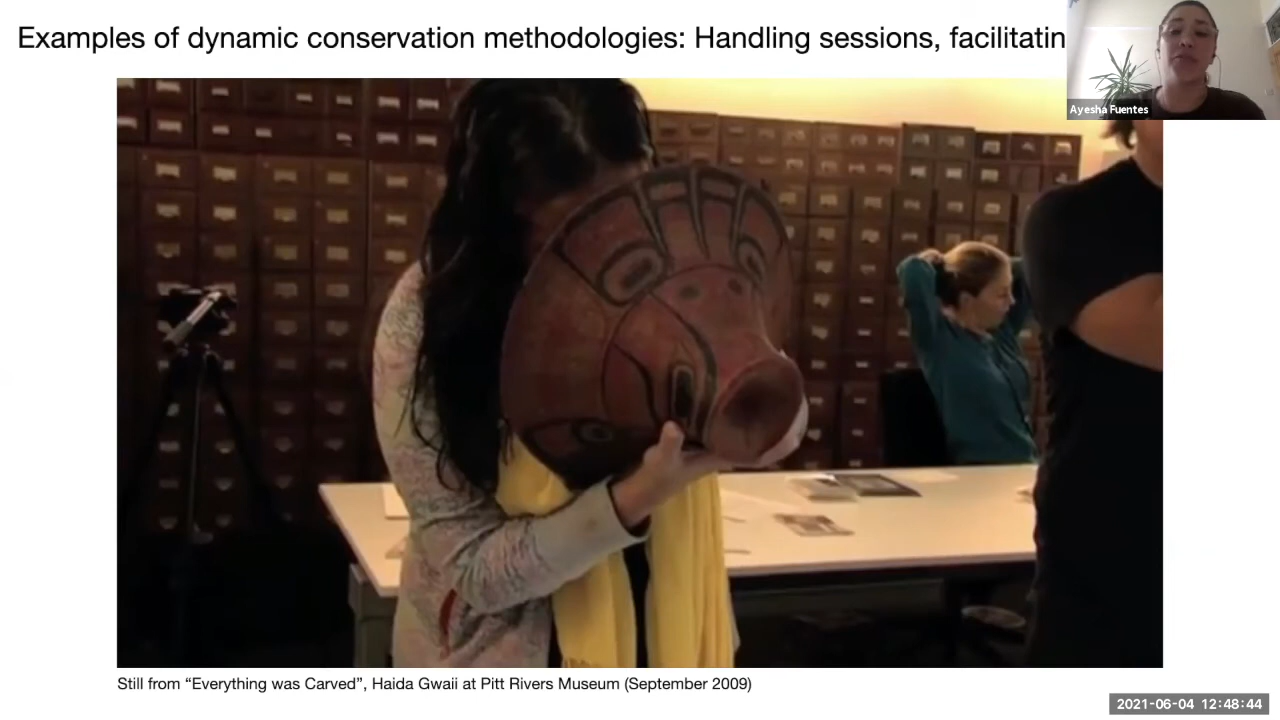 Examples of dynamic conservation methodologies: Handling sessions, facilitatin
Ayesha Fuentes
Still from “Everything was Carved”, Haida Gwaii at Pitt Rivers Museum (September 2009)
2021-06-04 12:48:44